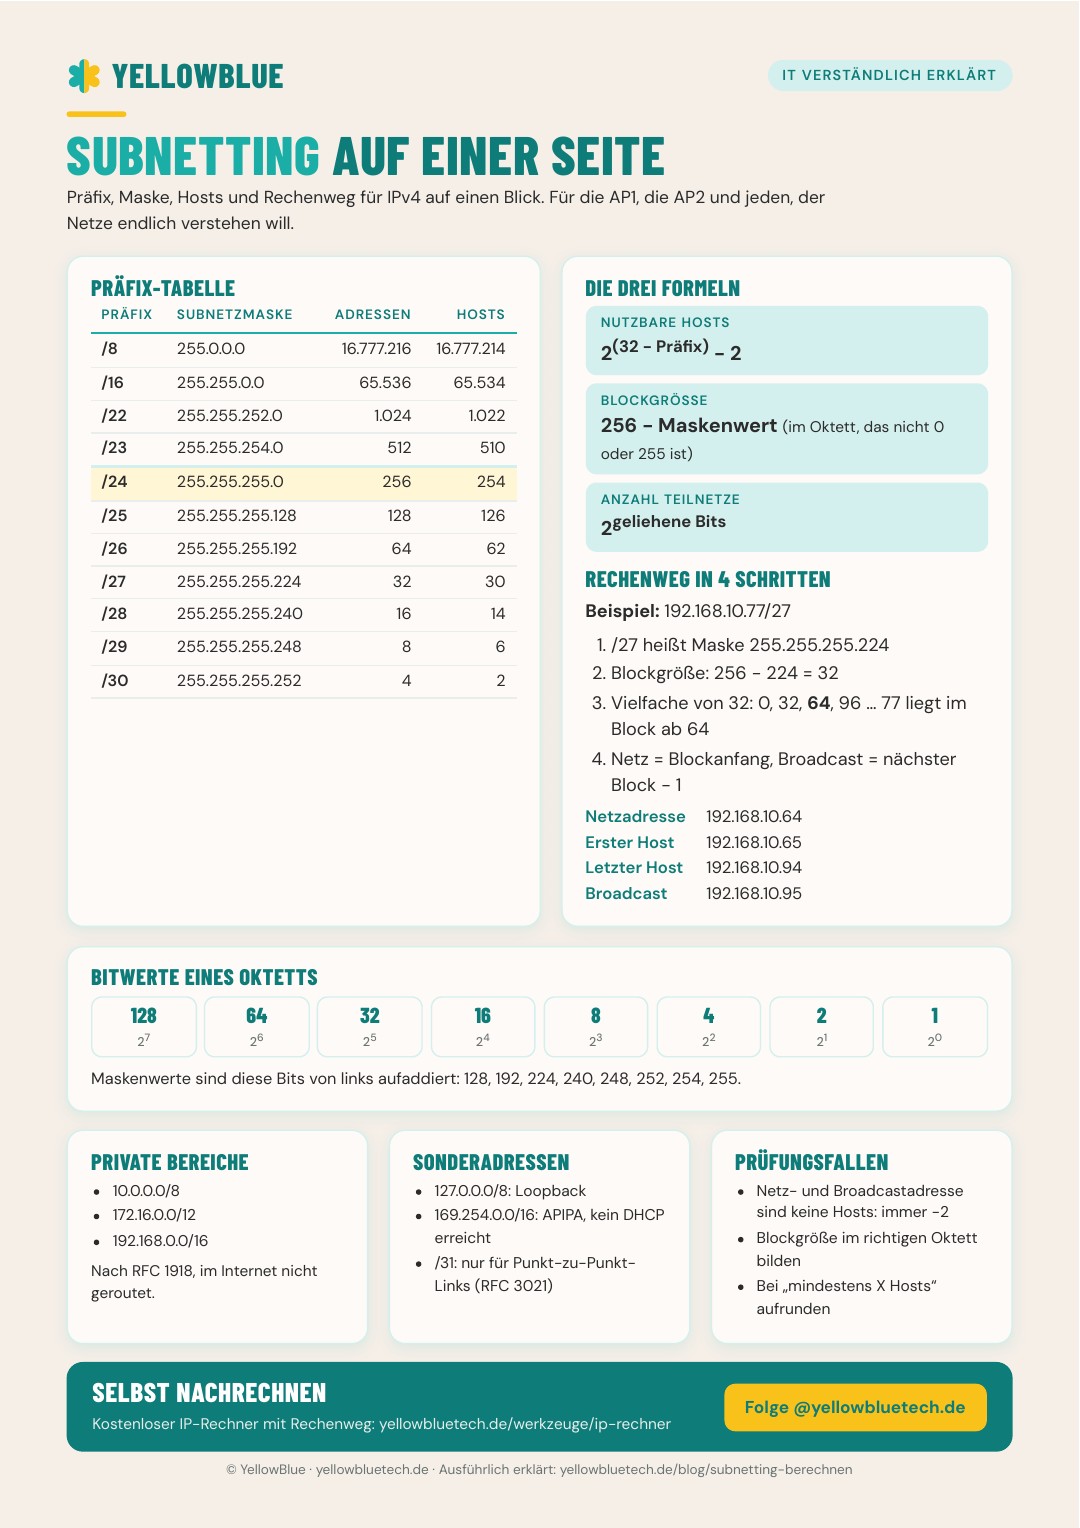 YELLOWBLUE
IT VERSTÄNDLICH ERKLÄRT
SUBNETTING AUF EINER SEITE
Präfix, Maske, Hosts und Rechenweg für IPv4 auf einen Blick. Für die AP1, die AP2 und jeden, der
Netze endlich verstehen will.
PRÄFIX-TABELLE
PRÄFIX SUBNETZMASKE ADRESSEN HOSTS
/8 255.0.0.0 16.777.216 16.777.214
/16 255.255.0.0 65.536 65.534
/22 255.255.252.0 1.024 1.022
/23 255.255.254.0 512 510
/24 255.255.255.0 256 254
/25 255.255.255.128 128 126
/26 255.255.255.192 64 62
/27 255.255.255.224 32 30
/28 255.255.255.240 16 14
/29 255.255.255.248 8 6
/30 255.255.255.252 4 2
DIE DREI FORMELN
NUTZBARE HOSTS
2^(32 − Präfix) − 2
BLOCKGRÖSSE
256 − Maskenwert (im Oktett, das nicht 0
oder 255 ist)
ANZAHL TEILNETZE
2^geliehene Bits
RECHENWEG IN 4 SCHRITTEN
Beispiel: 192.168.10.77/27
1. /27 heißt Maske 255.255.255.224
2. Blockgröße: 256 − 224 = 32
3. Vielfache von 32: 0, 32, 64, 96 … 77 liegt im
Block ab 64
4. Netz = Blockanfang, Broadcast = nächster
Block − 1
Netzadresse 192.168.10.64
Erster Host 192.168.10.65
Letzter Host 192.168.10.94
Broadcast 192.168.10.95
BITWERTE EINES OKTETTS
128 64 32 16 8 4 2 1
2⁷ 2⁶ 2⁵ 2⁴ 2³ 2² 2¹ 2⁰
Maskenwerte sind diese Bits von links aufaddiert: 128, 192, 224, 240, 248, 252, 254, 255.
PRIVATE BEREICHE
• 10.0.0.0/8
• 172.16.0.0/12
• 192.168.0.0/16
Nach RFC 1918, im Internet nicht
geroutet.
SONDERADRESSEN
• 127.0.0.0/8: Loopback
• 169.254.0.0/16: APIPA, kein DHCP
erreicht
• /31: nur für Punkt-zu-Punkt-
Links (RFC 3021)
PRÜFUNGSFALLEN
• Netz- und Broadcastadresse
sind keine Hosts: immer −2
• Blockgröße im richtigen Oktett
bilden
• Bei „mindestens X Hosts“
aufrunden
SELBST NACHRECHNEN
Kostenloser IP-Rechner mit Rechenweg: yellowbluetech.de/werkzeuge/ip-rechner
Folge @yellowbluetech.de
© YellowBlue · yellowbluetech.de · Ausführlich erklärt: yellowbluetech.de/blog/subnetting-berechnen